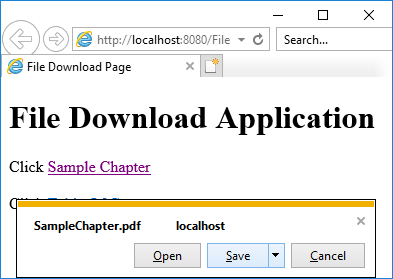 http://localhost:8080/File
Search...
File Download Page
File Download Application
Click Sample Chapter
SampleChapter.pdf localhost
Open Save Cancel